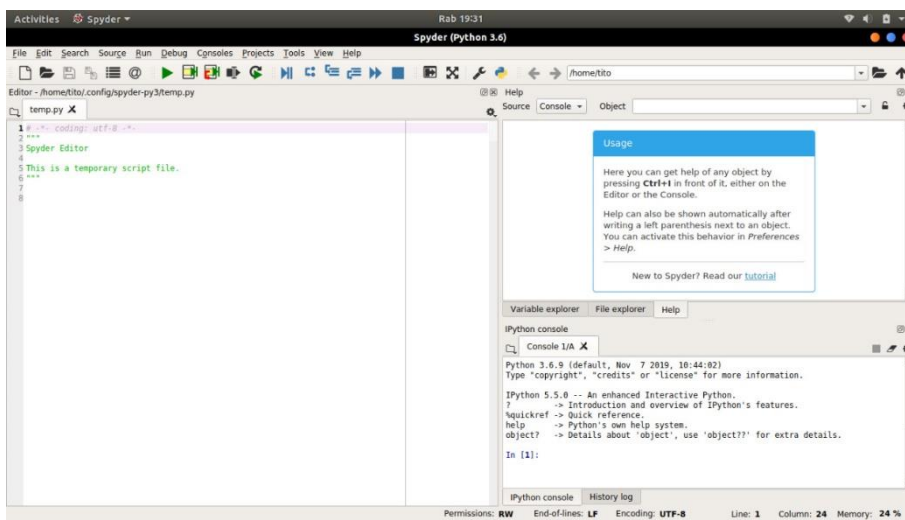 Activities Spyder
Rab 19:31
Spyder (Python 3.6)
File Edit Search Source Run Debug Consoles Projects Tools View Help
/home/tito
Editor - /home/tito/.config/spyder-py3/temp.py
temp.py
1 # -*- coding: utf-8 -*-
2 """
3 Spyder Editor
4
5 This is a temporary script file.
6 """
7
8
Help
Source Console Object
Usage
Here you can get help of any object by
pressing Ctrl+I in front of it, either on the
Editor or the Console.
Help can also be shown automatically after
writing a left parenthesis next to an object.
You can activate this behavior in Preferences
> Help.
New to Spyder? Read our tutorial
Variable explorer File explorer Help
IPython console
Console 1/A
Python 3.6.9 (default, Nov 7 2019, 10:44:02)
Type "copyright", "credits" or "license" for more information.
IPython 5.5.0 -- An enhanced Interactive Python.
? -> Introduction and overview of IPython's features.
%quickref -> Quick reference.
help -> Python's own help system.
object? -> Details about 'object', use 'object??' for extra details.
In [1]:
IPython console History log
Permissions: RW End-of-lines: LF Encoding: UTF-8 Line: 1 Column: 24 Memory: 24 %